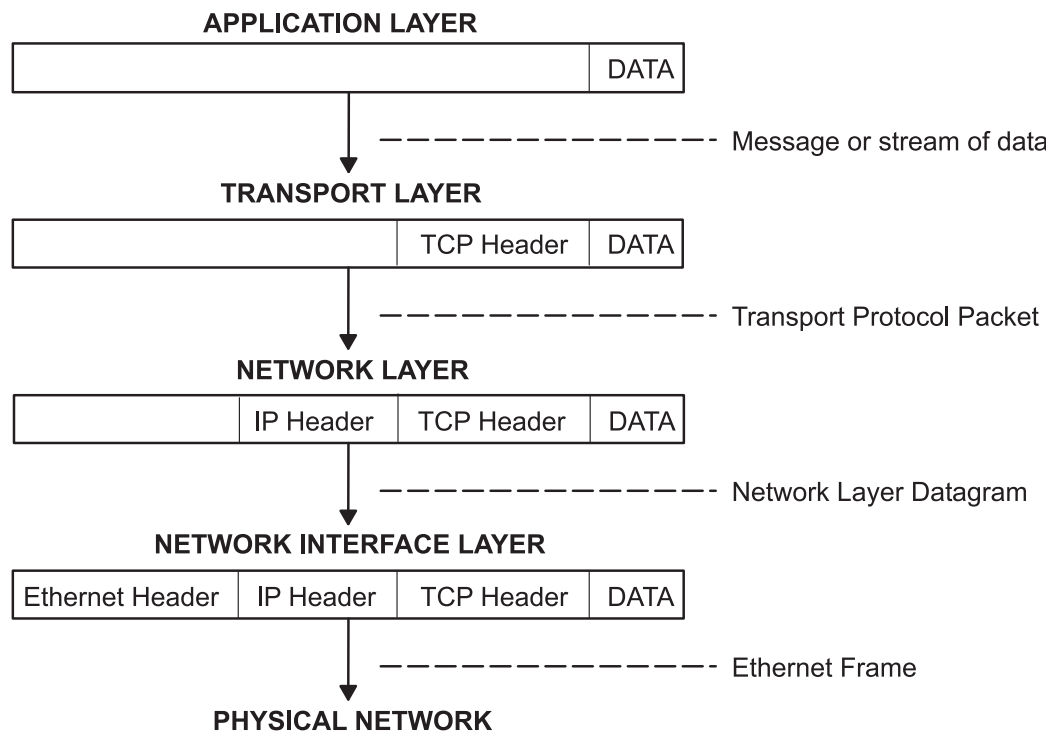 APPLICATION LAYER
DATA
Message or stream of data
TRANSPORT LAYER
TCP Header DATA
Transport Protocol Packet
NETWORK LAYER
IP Header TCP Header DATA
Network Layer Datagram
NETWORK INTERFACE LAYER
Ethernet Header IP Header TCP Header DATA
Ethernet Frame
PHYSICAL NETWORK